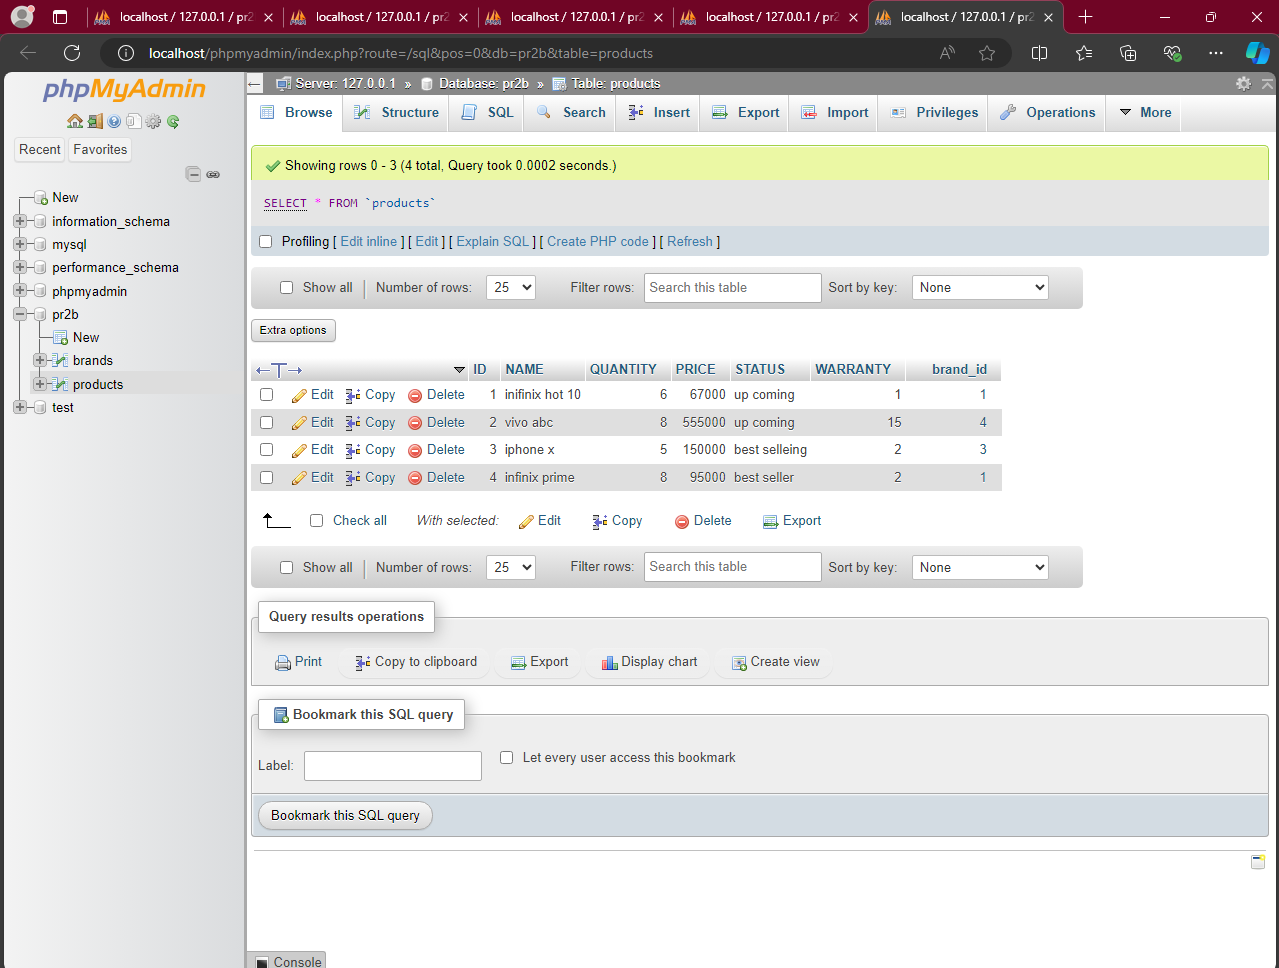 localhost / 127.0.0.1 / pr2 localhost / 127.0.0.1 / pr2 localhost / 127.0.0.1 / pr2 localhost / 127.0.0.1 / pr2 localhost / 127.0.0.1 / pr2
localhost/phpmyadmin/index.php?route=/sql&pos=0&db=pr2b&table=products
phpMyAdmin
Recent Favorites
New
information_schema
mysql
performance_schema
phpmyadmin
pr2b
New
brands
products
test
Server: 127.0.0.1 » Database: pr2b » Table: products
Browse Structure SQL Search Insert Export Import Privileges Operations More
Showing rows 0 - 3 (4 total, Query took 0.0002 seconds.)
SELECT * FROM `products`
Profiling [ Edit inline ] [ Edit ] [ Explain SQL ] [ Create PHP code ] [ Refresh ]
Show all Number of rows: 25 Filter rows: Search this table Sort by key: None
Extra options
ID NAME QUANTITY PRICE STATUS WARRANTY brand_id
Edit Copy Delete 1 inifinix hot 10 6 67000 up coming 1 1
Edit Copy Delete 2 vivo abc 8 555000 up coming 15 4
Edit Copy Delete 3 iphone x 5 150000 best selleing 2 3
Edit Copy Delete 4 infinix prime 8 95000 best seller 2 1
Check all With selected: Edit Copy Delete Export
Show all Number of rows: 25 Filter rows: Search this table Sort by key: None
Query results operations
Print Copy to clipboard Export Display chart Create view
Bookmark this SQL query
Label: Let every user access this bookmark
Bookmark this SQL query
Console